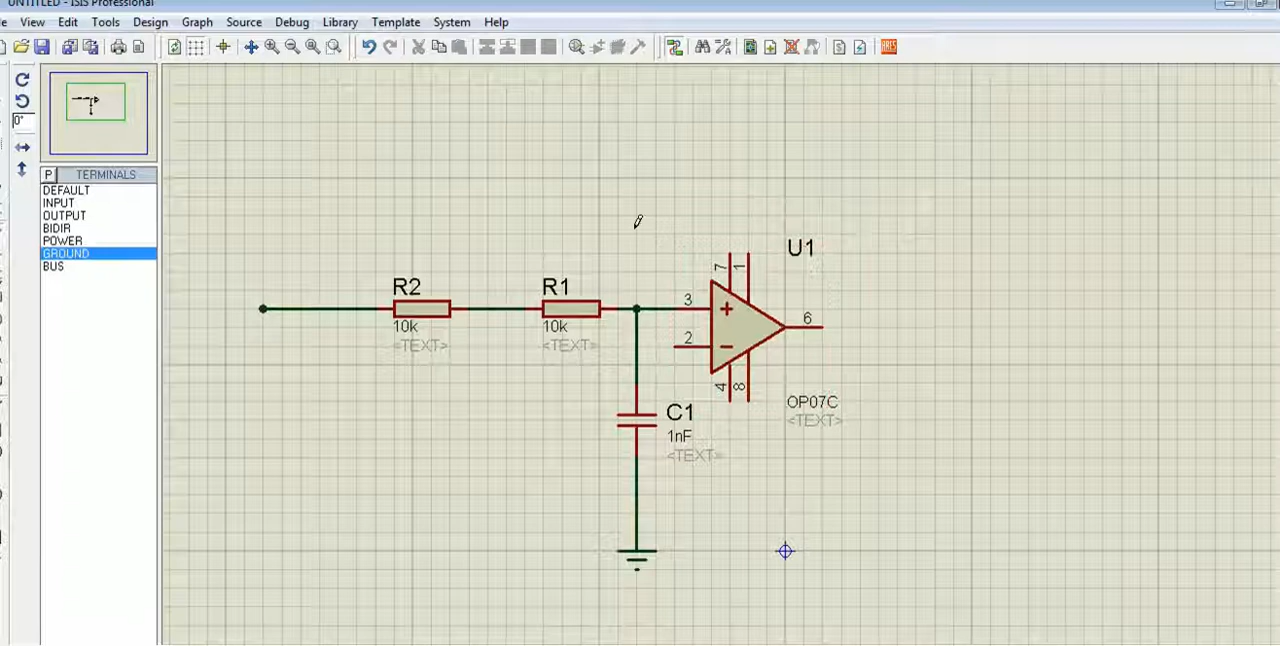 UNTITLED - ISIS Professional
View Edit Tools Design Graph Source Debug Library Template System Help
ARES
0°
P TERMINALS
DEFAULT
INPUT
OUTPUT
BIDIR
POWER
GROUND
BUS
R2
10k
<TEXT>
R1
10k
<TEXT>
U1
7 1
3
2
6
4 8
OP07C
<TEXT>
C1
1nF
<TEXT>